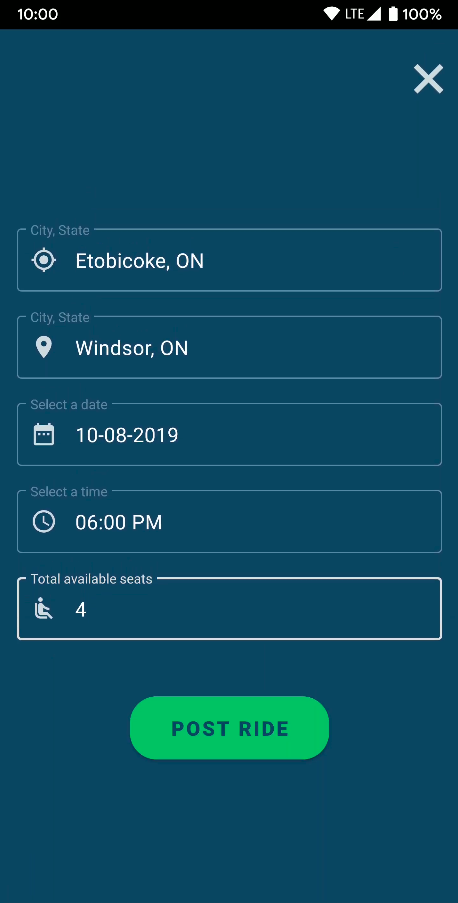 10:00 LTE 100%
City, State
Etobicoke, ON
City, State
Windsor, ON
Select a date
10-08-2019
Select a time
06:00 PM
Total available seats
4
POST RIDE